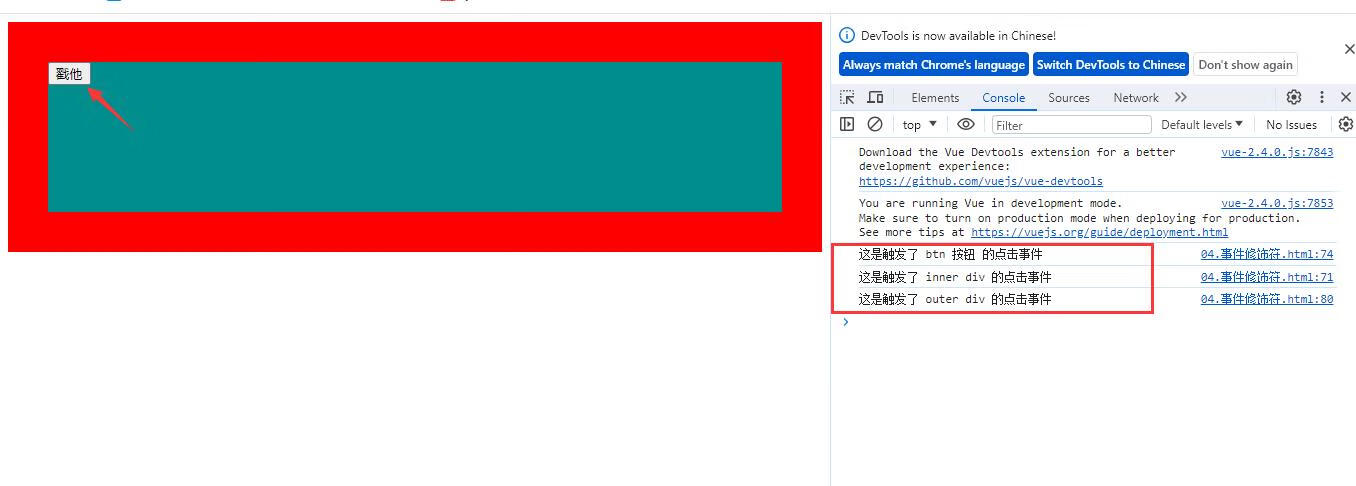 戳他
DevTools is now available in Chinese!
Always match Chrome's language Switch DevTools to Chinese Don't show again
Elements Console Sources Network
top Filter Default levels No Issues
Download the Vue Devtools extension for a better vue-2.4.0.js:7843
development experience:
https://github.com/vuejs/vue-devtools
You are running Vue in development mode. vue-2.4.0.js:7853
Make sure to turn on production mode when deploying for production.
See more tips at https://vuejs.org/guide/deployment.html
这是触发了 btn 按钮 的点击事件 04.事件修饰符.html:74
这是触发了 inner div 的点击事件 04.事件修饰符.html:71
这是触发了 outer div 的点击事件 04.事件修饰符.html:80